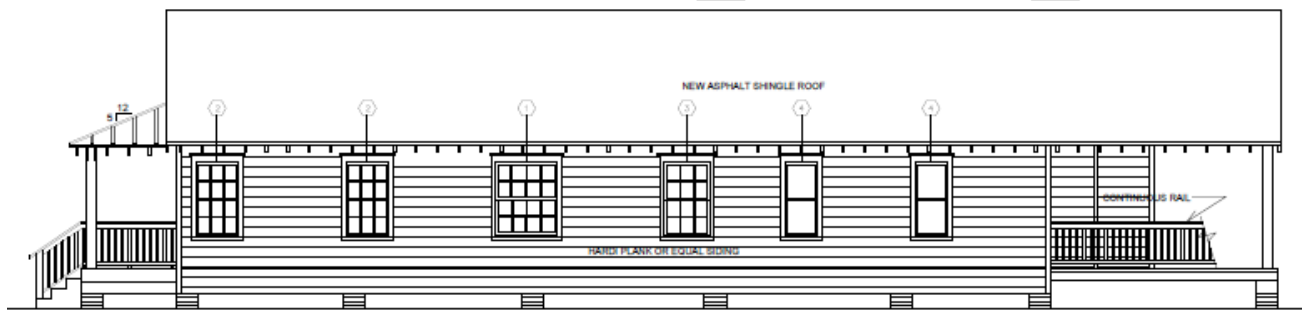 NEW ASPHALT SHINGLE ROOF
12
5
2
2
1
3
4
4
CONTINUOUS RAIL
HARDI PLANK OR EQUAL SIDING